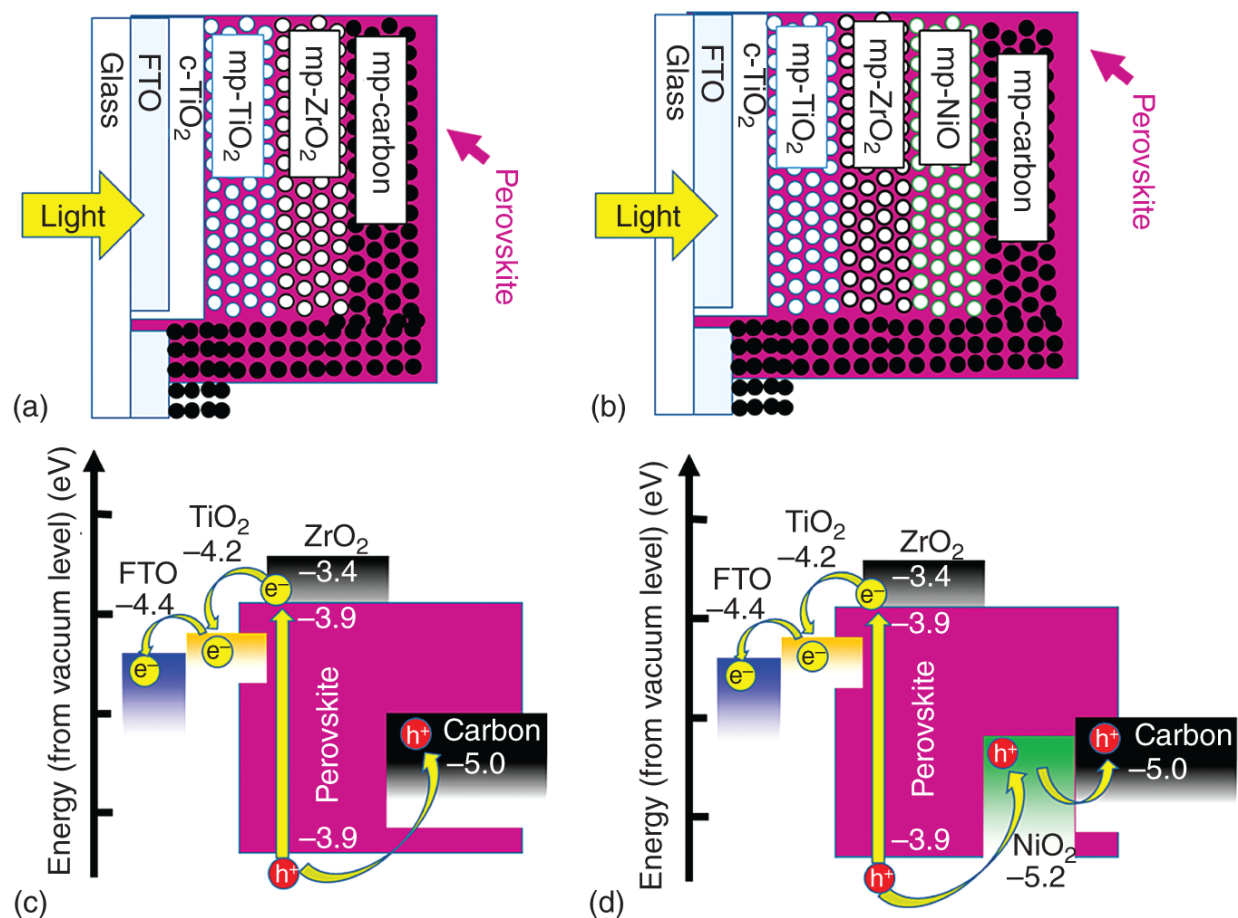 Glass
FTO
c-TiO₂
mp-TiO₂
mp-ZrO₂
mp-carbon
Perovskite
Light
(a)
Glass
FTO
c-TiO₂
mp-TiO₂
mp-ZrO₂
mp-NiO
mp-carbon
Perovskite
Light
(b)
Energy (from vacuum level) (eV)
FTO
–4.4
TiO₂
–4.2
ZrO₂
–3.4
–3.9
e–
e–
e–
Perovskite
–3.9
h+
h+
Carbon
–5.0
(c)
Energy (from vacuum level) (eV)
FTO
–4.4
TiO₂
–4.2
ZrO₂
–3.4
–3.9
e–
e–
e–
Perovskite
–3.9
h+
h+
NiO₂
–5.2
h+
Carbon
–5.0
(d)